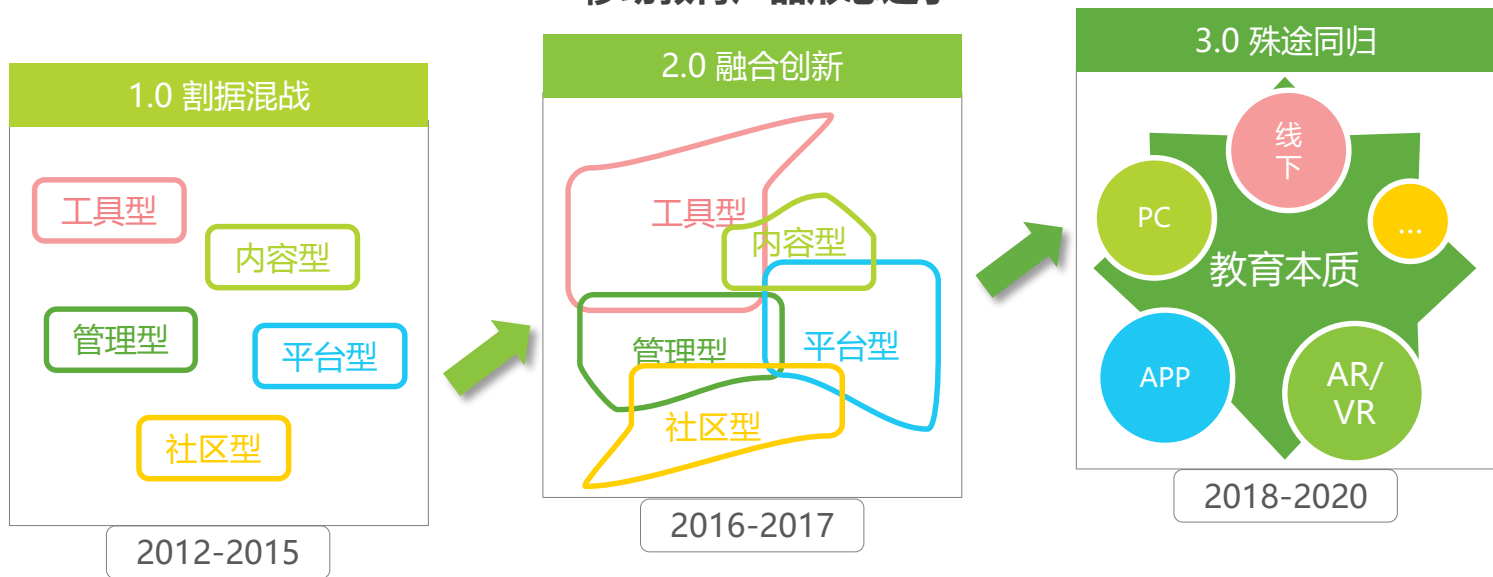 1.0 割据混战
工具型
内容型
管理型
平台型
社区型
2012-2015
2.0 融合创新
工具型
内容型
管理型
平台型
社区型
2016-2017
3.0 殊途同归
线
下
PC
...
教育本质
APP
AR/
VR
2018-2020